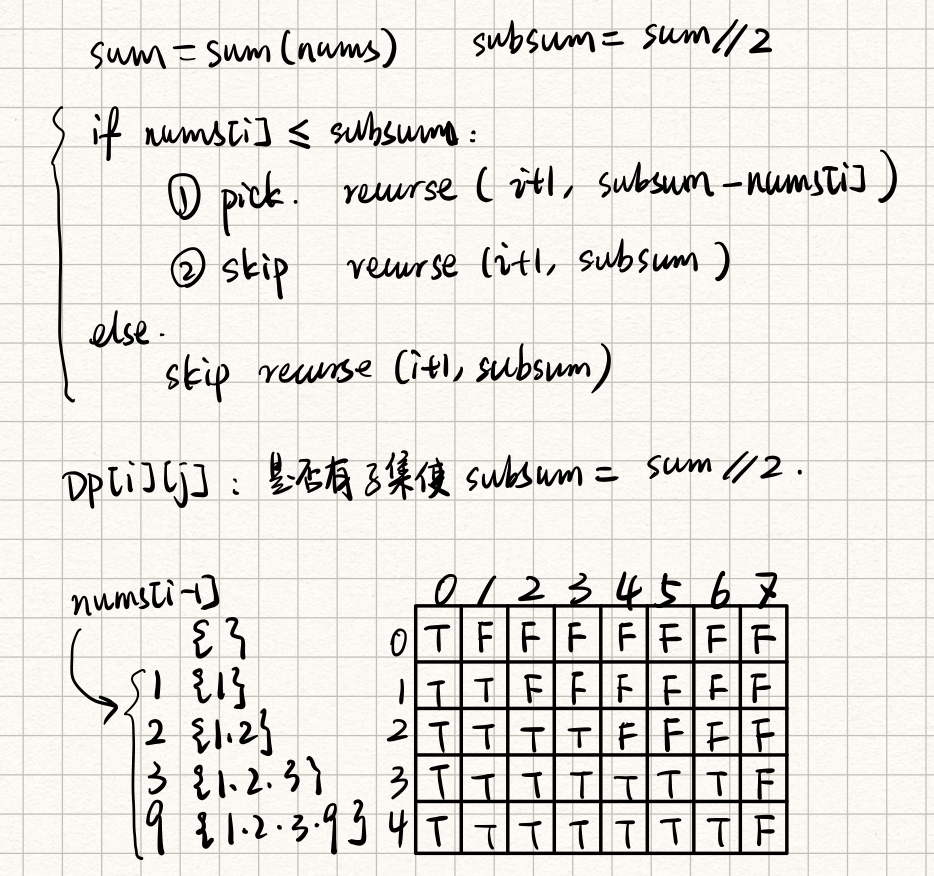 sum = sum (nums) subsum = sum//2
if nums[i] ≤ subsum:
① pick. recurse ( i+1, subsum - nums[i] )
② skip recurse (i+1, subsum )
else.
skip recurse (i+1, subsum)
Dp[i][j] : 是否有子集使 subsum = sum //2.
nums[i-1]
0 1 2 3 4 5 6 7
{ } 0 T F F F F F F F
1 {1} 1 T T F F F F F F
2 {1.2} 2 T T T T F F F F
3 {1.2.3} 3 T T T T T T T F
9 {1.2.3.9} 4 T T T T T T T F